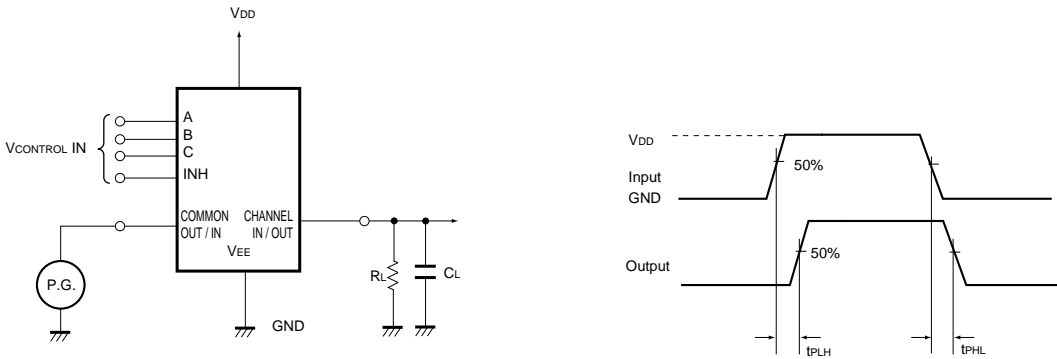 VDD
A
B
C
INH
VCONTROL IN
COMMON
OUT / IN
CHANNEL
IN / OUT
VEE
P.G.
RL
CL
GND
VDD
50%
Input
GND
50%
Output
tPLH
tPHL